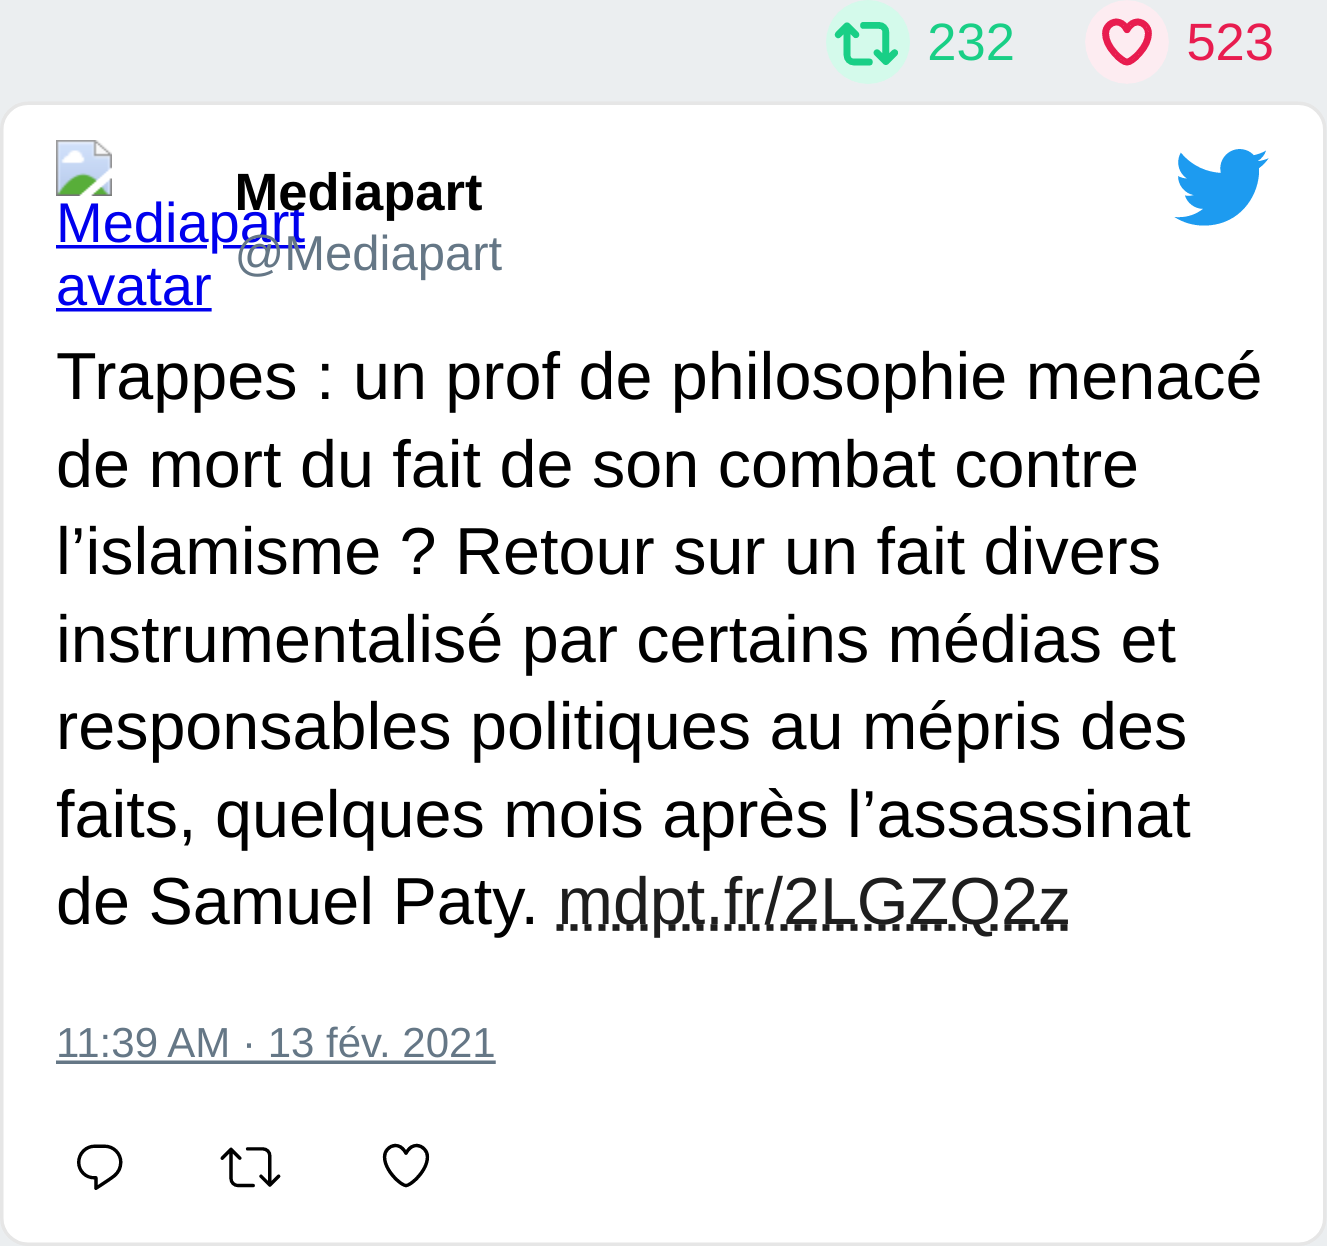 232 523
Mediapart
avatar
Mediapart
@Mediapart
Trappes : un prof de philosophie menacé
de mort du fait de son combat contre
l’islamisme ? Retour sur un fait divers
instrumentalisé par certains médias et
responsables politiques au mépris des
faits, quelques mois après l’assassinat
de Samuel Paty. mdpt.fr/2LGZQ2z
11:39 AM · 13 fév. 2021